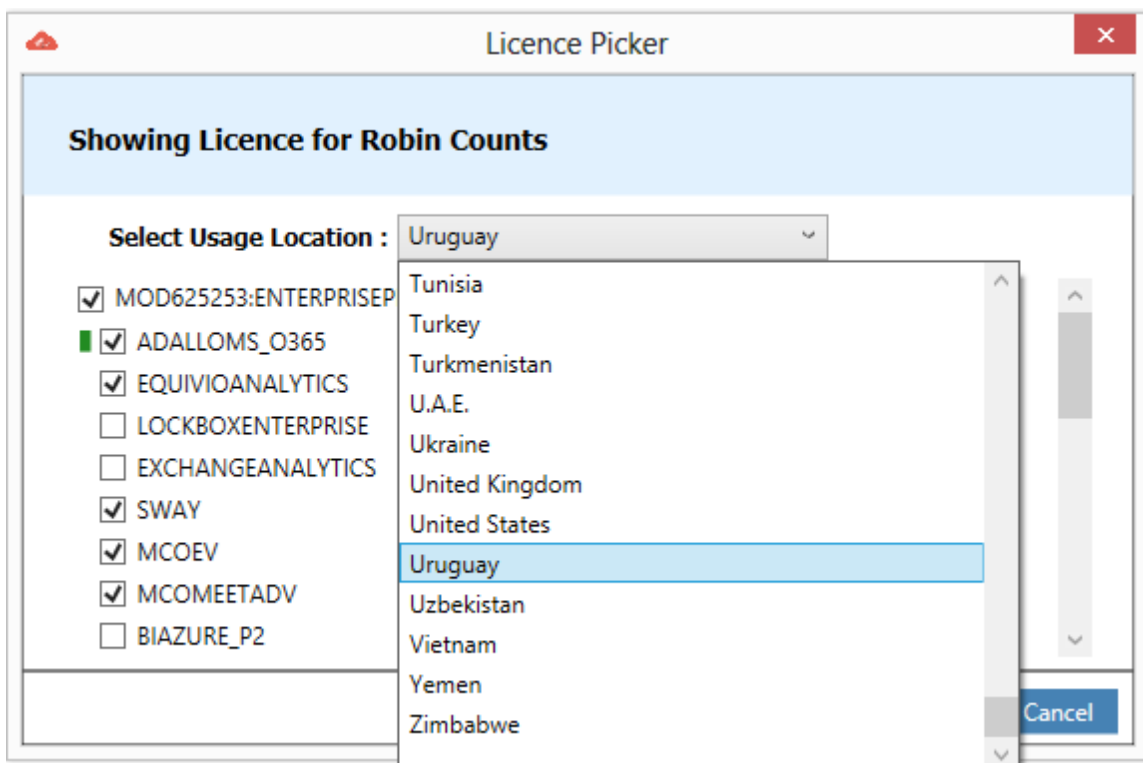 Licence Picker
Showing Licence for Robin Counts
Select Usage Location : Uruguay
MOD625253:ENTERPRISEP
ADALLOMS_O365
EQUIVIOANALYTICS
LOCKBOXENTERPRISE
EXCHANGEANALYTICS
SWAY
MCOEV
MCOMEETADV
BIAZURE_P2
Tunisia
Turkey
Turkmenistan
U.A.E.
Ukraine
United Kingdom
United States
Uruguay
Uzbekistan
Vietnam
Yemen
Zimbabwe
Cancel